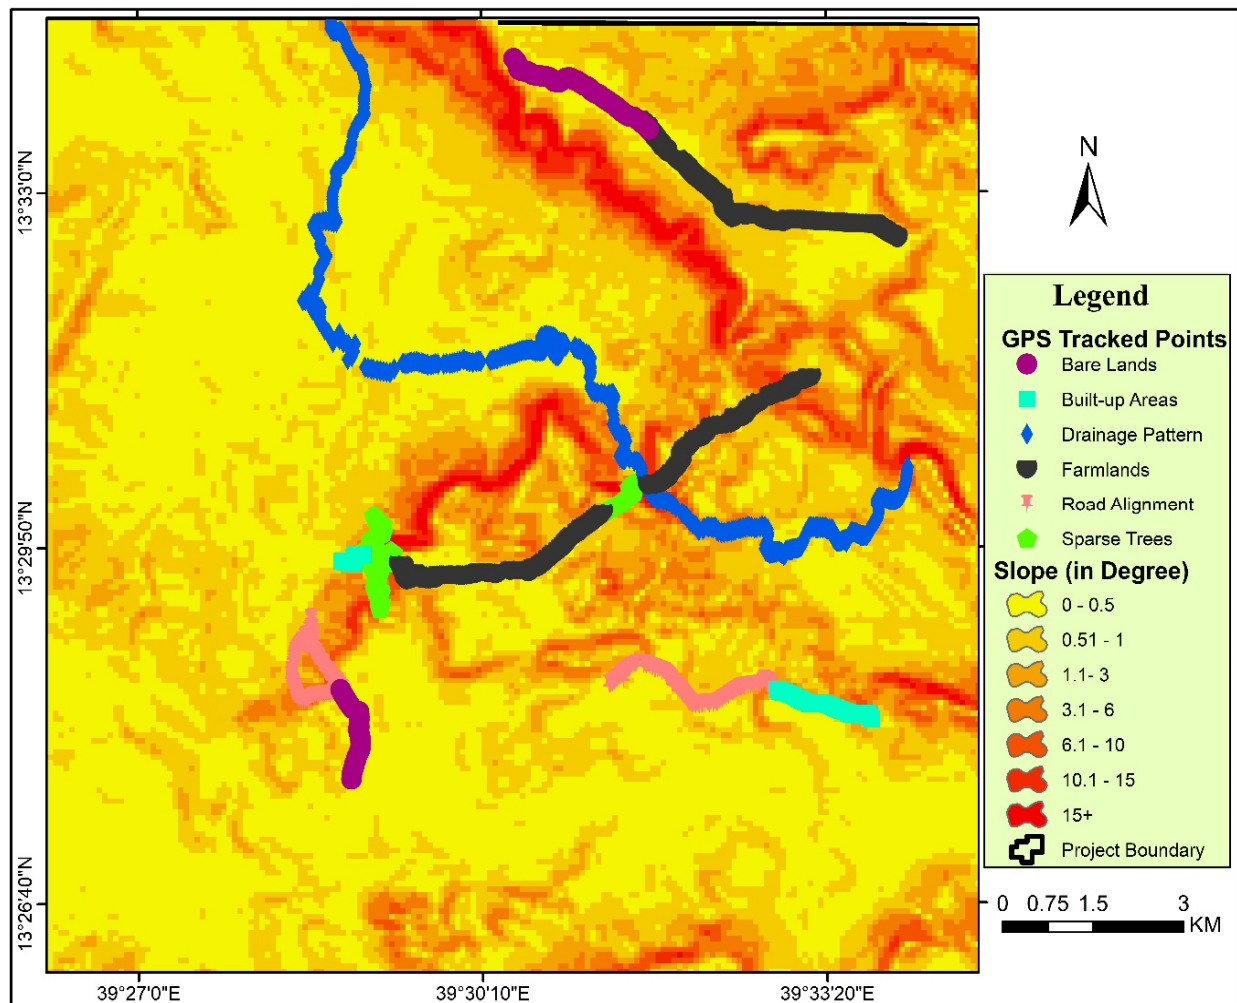 N
13°33'0"N
13°29'50"N
13°26'40"N
39°27'0"E
39°30'10"E
39°33'20"E
Legend
GPS Tracked Points
Bare Lands
Built-up Areas
Drainage Pattern
Farmlands
Road Alignment
Sparse Trees
Slope (in Degree)
0 - 0.5
0.51 - 1
1.1- 3
3.1 - 6
6.1 - 10
10.1 - 15
15+
Project Boundary
0 0.75 1.5 3
KM